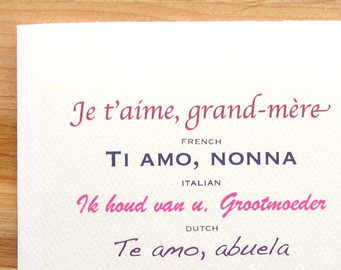 Je t'aime, grand-mère
FRENCH
TI AMO, NONNA
ITALIAN
Ik houd van u, Grootmoeder
DUTCH
Te amo, abuela